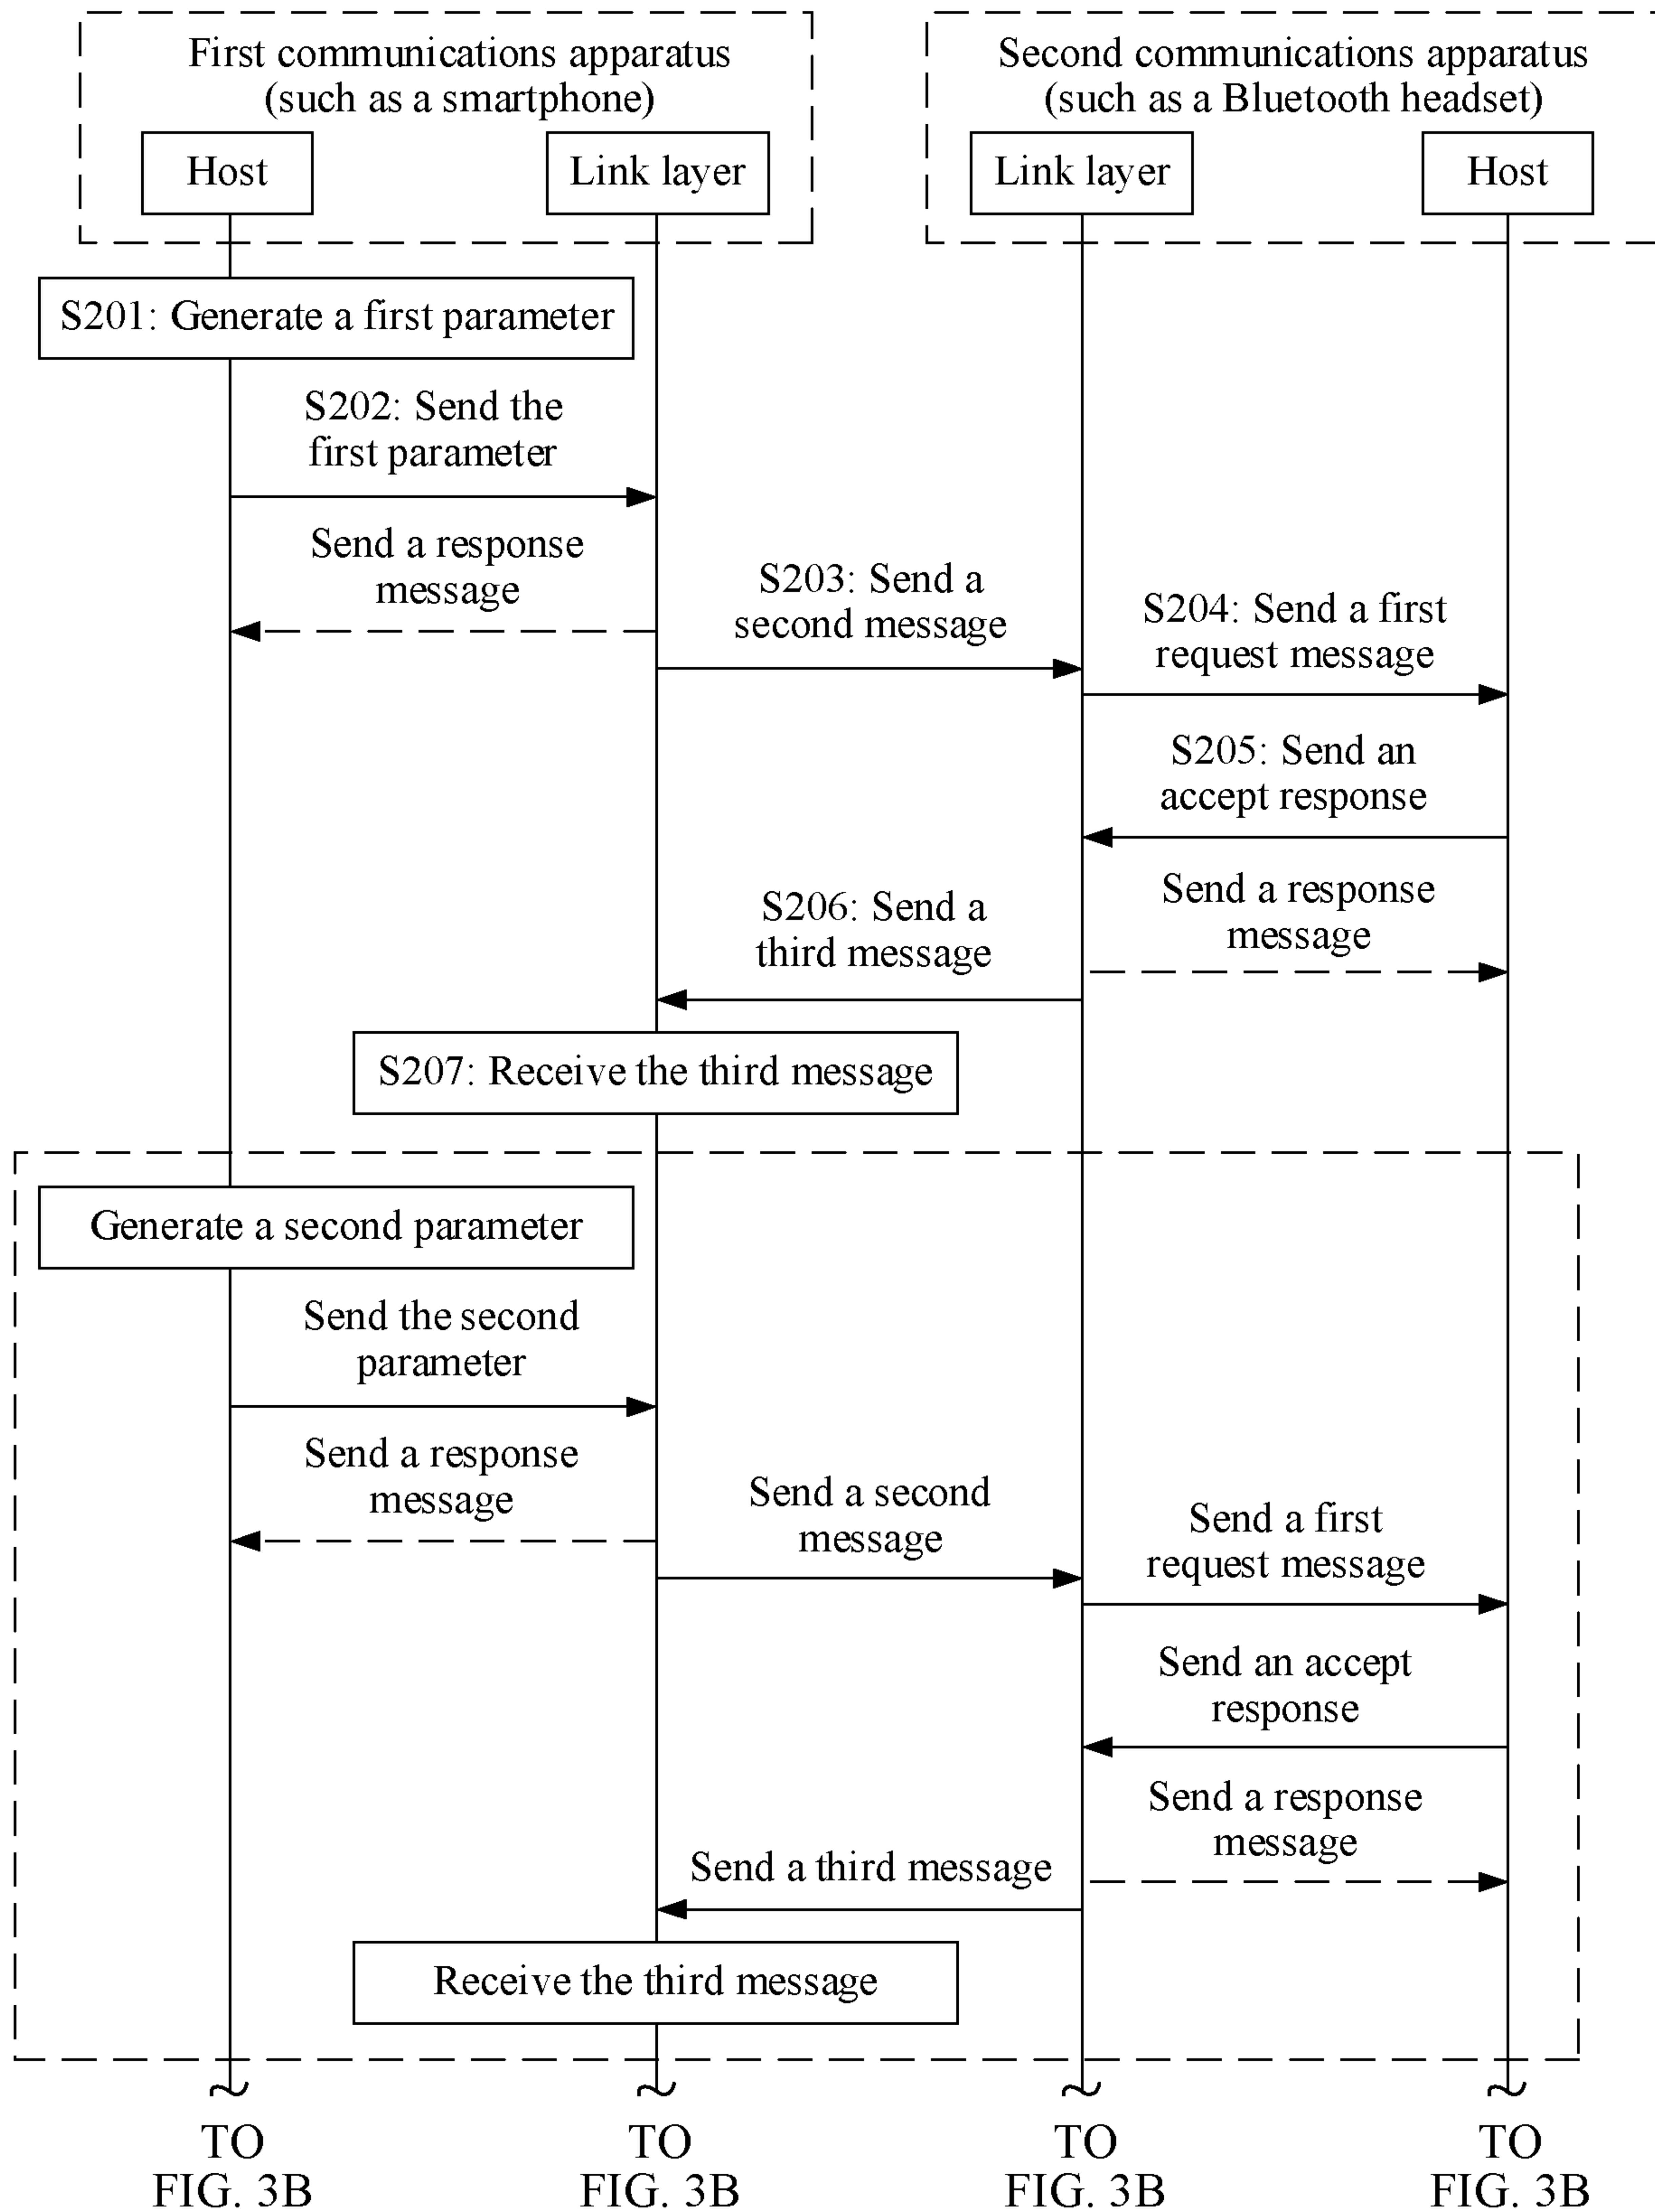 First communications apparatus
(such as a smartphone)
Second communications apparatus
(such as a Bluetooth headset)
Host
Link layer
Link layer
Host
S201: Generate a first parameter
S202: Send the
first parameter
Send a response
message
S203: Send a
second message
S204: Send a first
request message
S205: Send an
accept response
Send a response
message
S206: Send a
third message
S207: Receive the third message
Generate a second parameter
Send the second
parameter
Send a response
message
Send a second
message
Send a first
request message
Send an accept
response
Send a response
message
Send a third message
Receive the third message
TO
FIG. 3B
TO
FIG. 3B
TO
FIG. 3B
TO
FIG. 3B